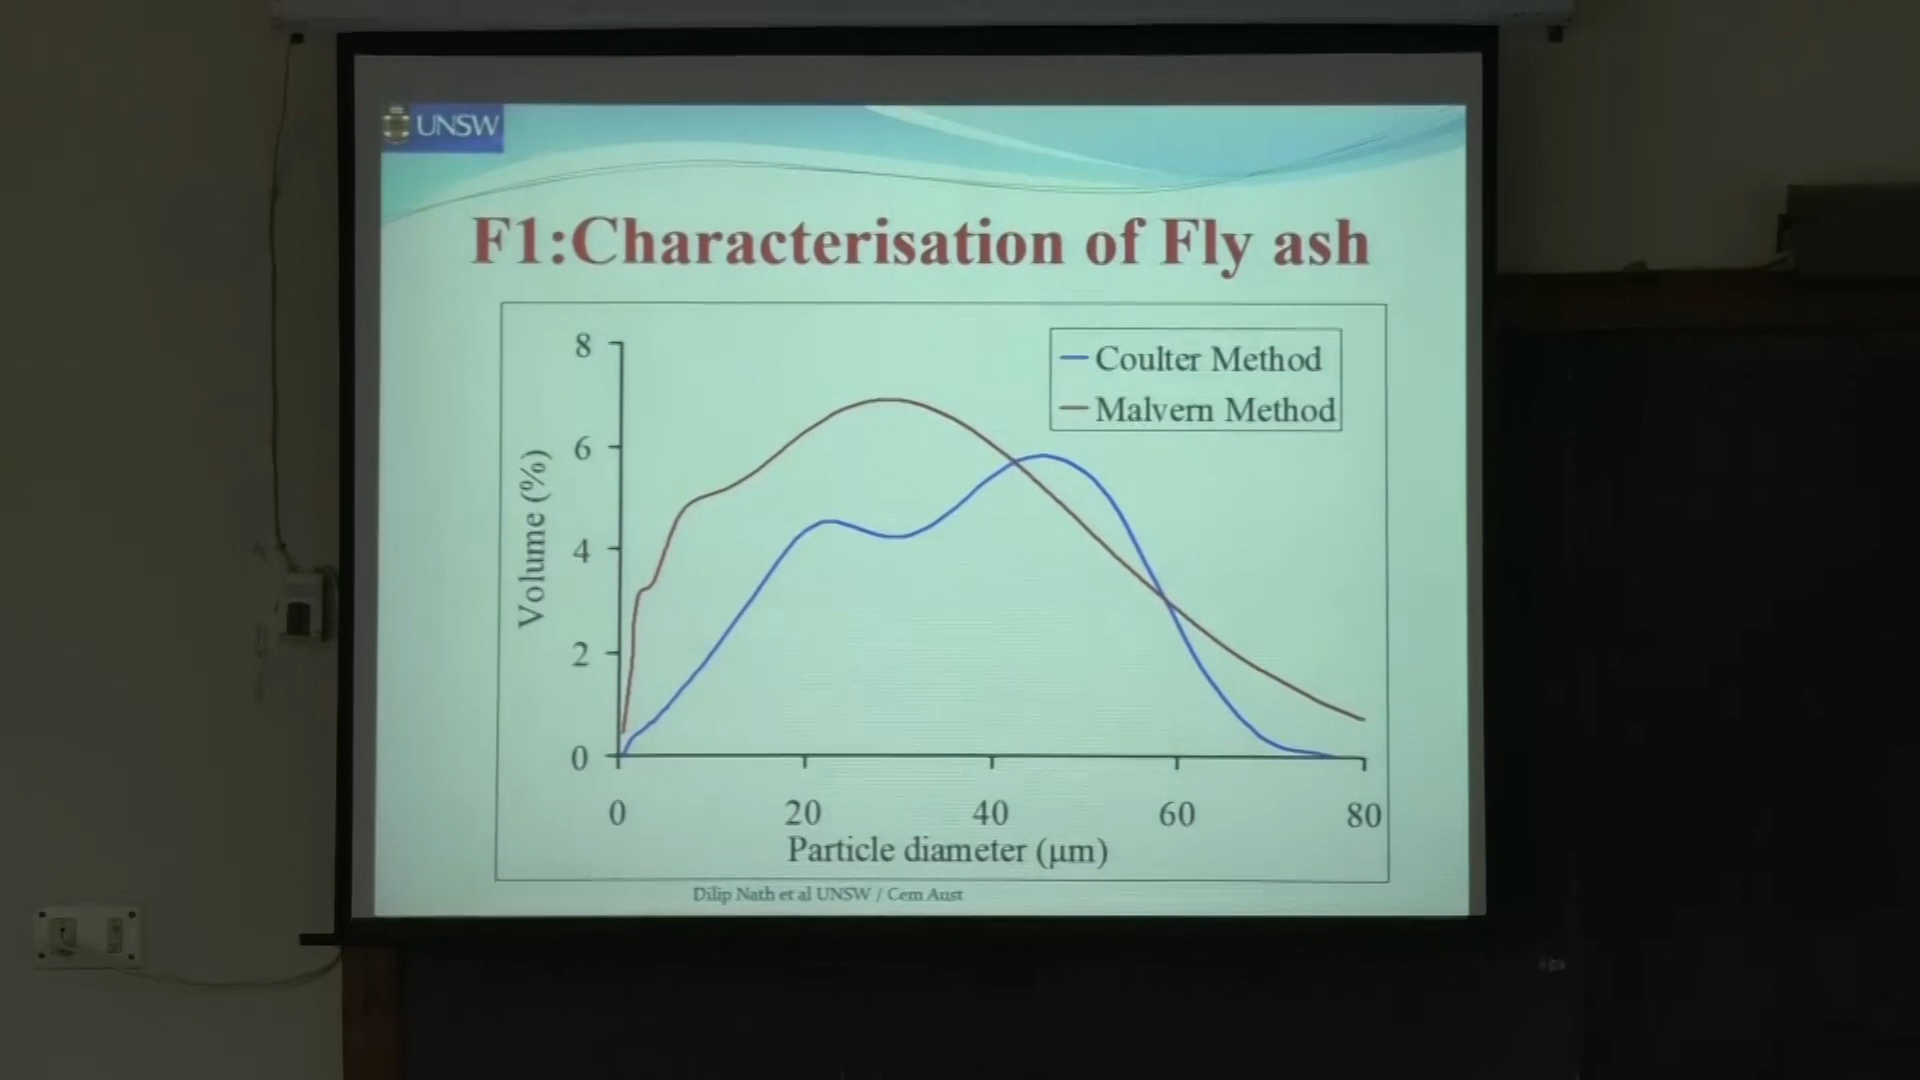 UNSW
F1:Characterisation of Fly ash
Coulter Method
Malvern Method
Volume (%)
8
6
4
2
0
0 20 40 60 80
Particle diameter (µm)
Dilip Nath et al UNSW / Cem Aust